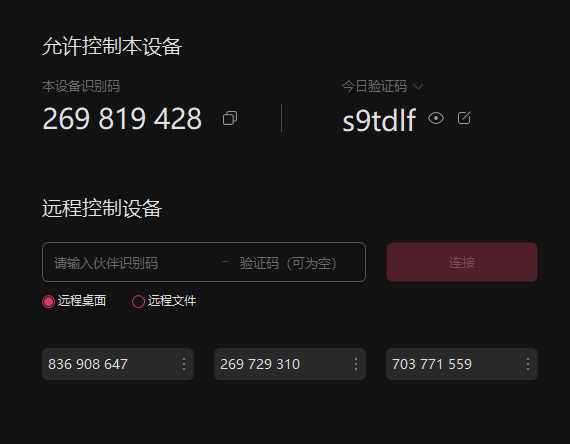 允许控制本设备
本设备识别码 今日验证码
269 819 428 s9tdlf
远程控制设备
请输入伙伴识别码 - 验证码（可为空） 连接
远程桌面 远程文件
836 908 647 269 729 310 703 771 559